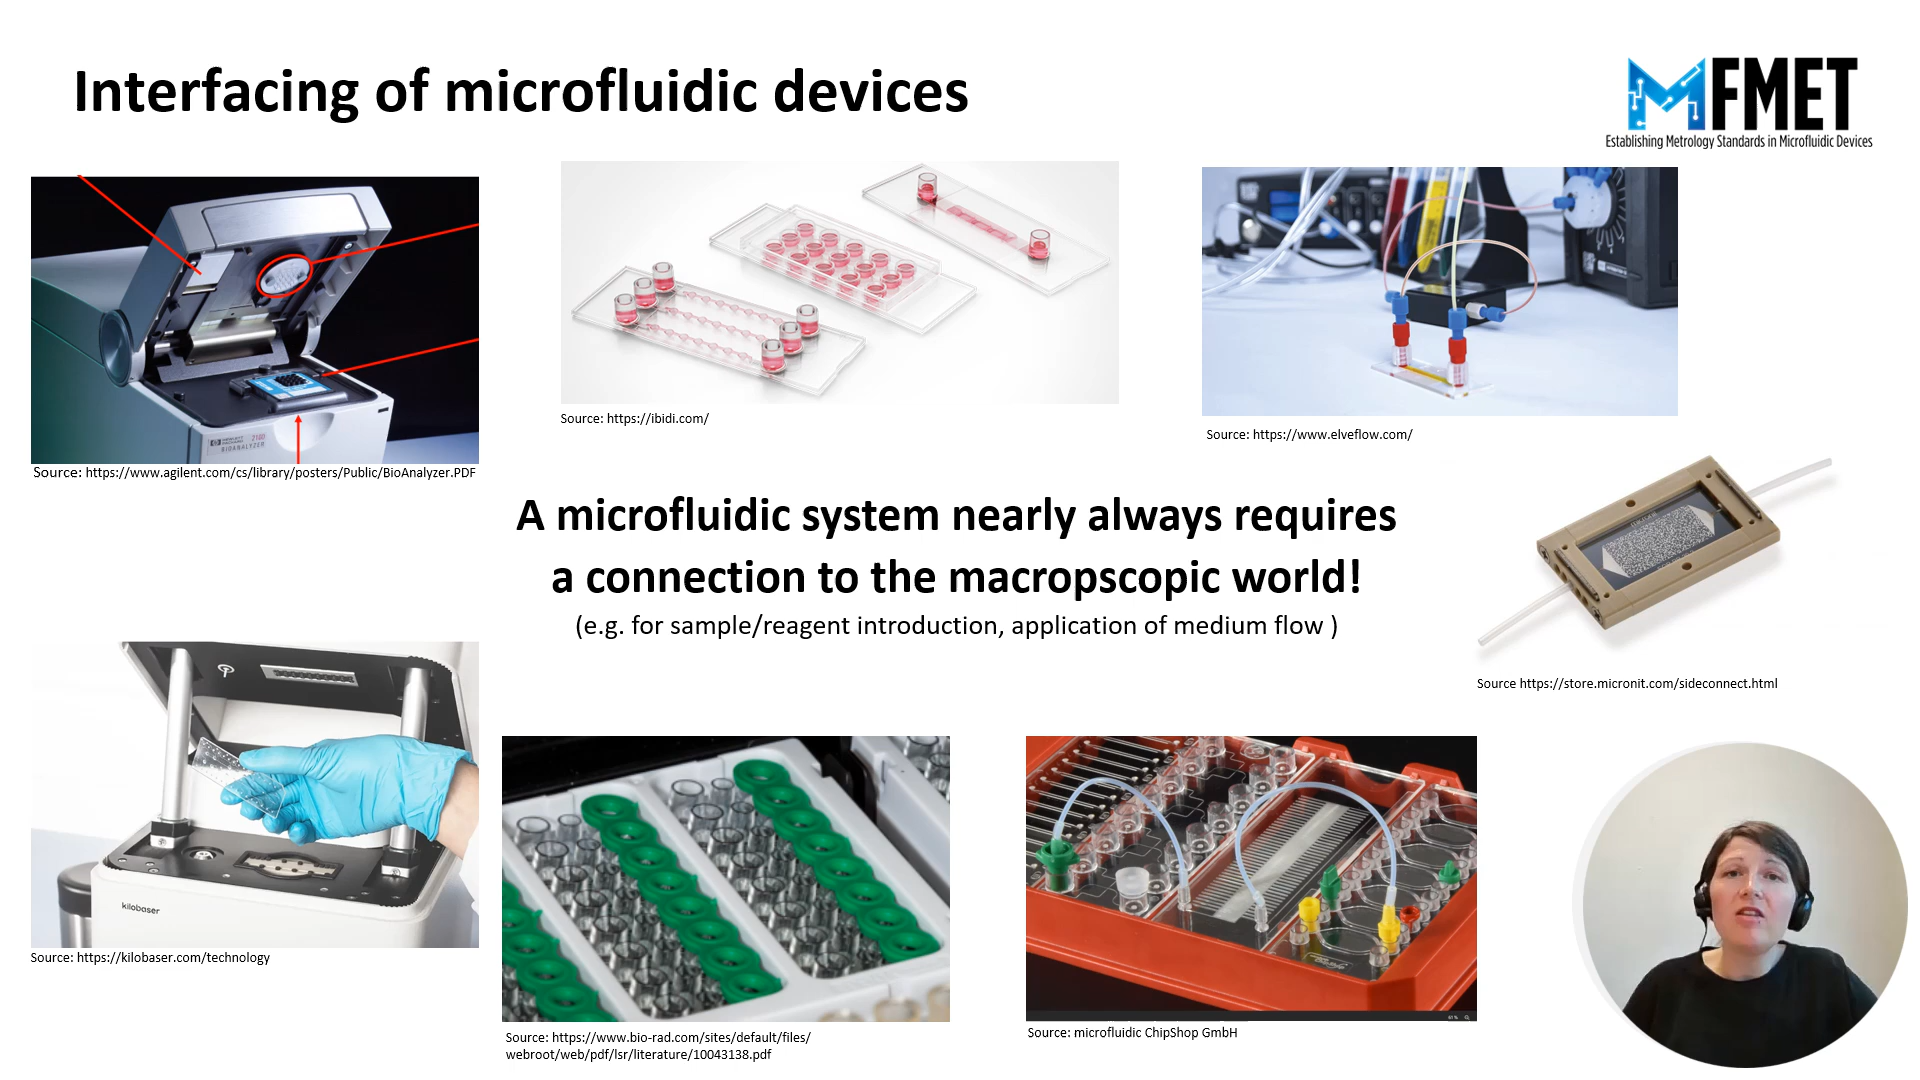 Interfacing of microfluidic devices
MFMET
Establishing Metrology Standards in Microfluidic Devices
HEWLETT PACKARD
2100
BIOANALYZER
Source: https://www.agilent.com/cs/library/posters/Public/BioAnalyzer.PDF
Source: https://ibidi.com/
Source: https://www.elveflow.com/
A microfluidic system nearly always requires
a connection to the macropscopic world!
(e.g. for sample/reagent introduction, application of medium flow )
Source https://store.micronit.com/sideconnect.html
kilobaser
Source: https://kilobaser.com/technology
Source: https://www.bio-rad.com/sites/default/files/
webroot/web/pdf/lsr/literature/10043138.pdf
Source: microfluidic ChipShop GmbH